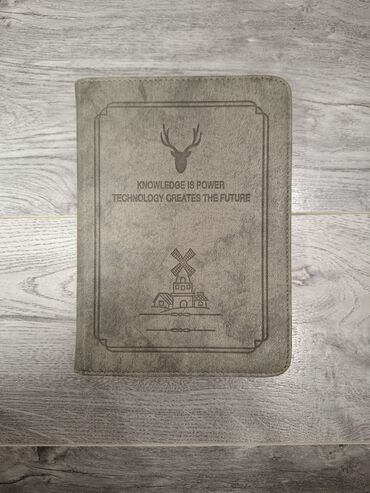 KNOWLEDGE IS POWER
TECHNOLOGY CREATES THE FUTURE